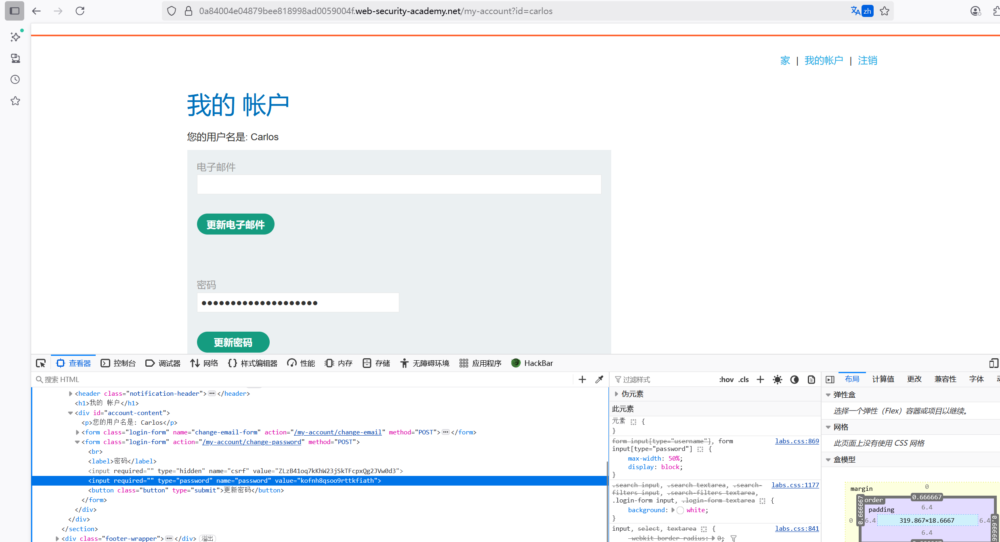 0a84004e04879bee818998ad0059004f.web-security-academy.net/my-account?id=carlos
zh
家 | 我的帐户 | 注销
我的 帐户
您的用户名是: Carlos
电子邮件
更新电子邮件
密码
●●●●●●●●●●●●●●●●●●●●
更新密码
查看器 控制台 调试器 网络 样式编辑器 性能 内存 存储 无障碍环境 应用程序 HackBar
搜索 HTML
<header class="notification-header"> ••• </header>
<h1>我的 帐户</h1>
<div id="account-content">
<p>您的用户名是: Carlos</p>
<form class="login-form" name="change-email-form" action="/my-account/change-email" method="POST"> ••• </form>
<form class="login-form" action="/my-account/change-password" method="POST">
<br>
<label>密码</label>
<input required="" type="hidden" name="csrf" value="ZLzB41oq7kKhW23jSkTFcpxQg2JVw0d3">
<input required="" type="password" name="password" value="kofnh8qsoo9rttkfiath">
<button class="button" type="submit">更新密码</button>
</form>
</div>
</div>
</section>
<div class="footer-wrapper"> ••• </div> 溢出
过滤样式 :hov .cls
伪元素
此元素
元素 {
}
form input[type="username"], form labs.css:869
input[type="password"] {
max-width: 50%;
display: block;
}
.search input, .search textarea, .search- labs.css:1177
filters input, .search-filters textarea,
.login-form input, .login-form textarea {
background: white;
}
input, select, textarea { labs.css:841
-webkit-border-radius: 0;
布局 计算值 更改 兼容性 字体
弹性盒
选择一个弹性（Flex）容器或项目以继续。
网格
此页面上没有使用 CSS 网格
盒模型
margin 0
order 0.666667
padding 6.4
0 0.666667 6.4 319.867×18.6667 6.4
6.4